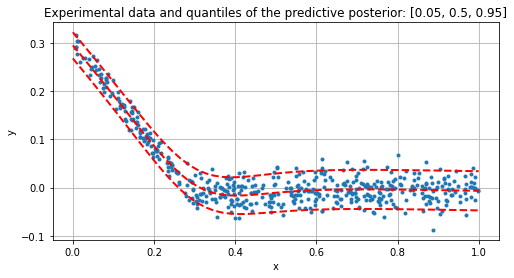 Experimental data and quantiles of the predictive posterior: [0.05, 0.5, 0.95]
y
0.3
0.2
0.1
0.0
−0.1
0.0 0.2 0.4 0.6 0.8 1.0
x